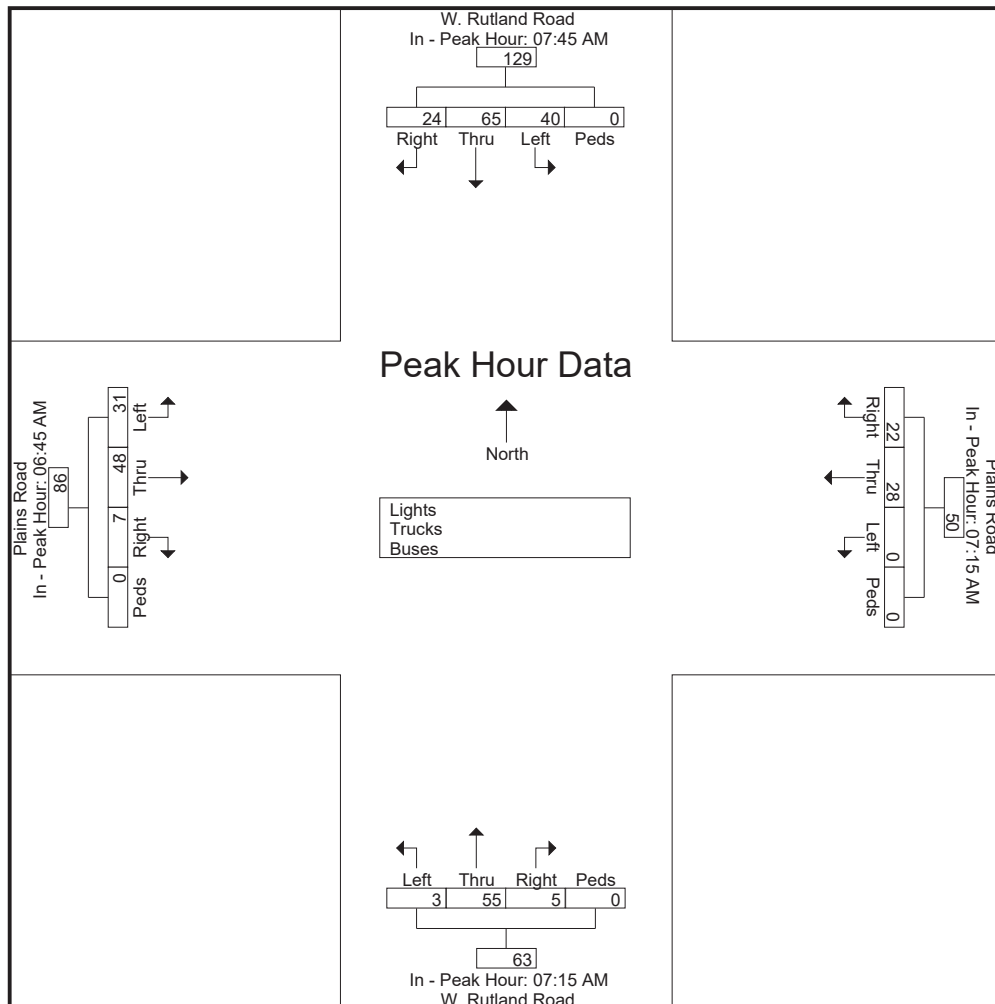 W. Rutland Road
In - Peak Hour: 07:45 AM
129
24 65 40 0
Right Thru Left Peds
Peak Hour Data
North
Lights
Trucks
Buses
Plains Road
In - Peak Hour: 06:45 AM
86
31 48 7 0
Left Thru Right Peds
Plains Road
In - Peak Hour: 07:15 AM
50
22 28 0 0
Right Thru Left Peds
Left Thru Right Peds
3 55 5 0
63
In - Peak Hour: 07:15 AM
W. Rutland Road